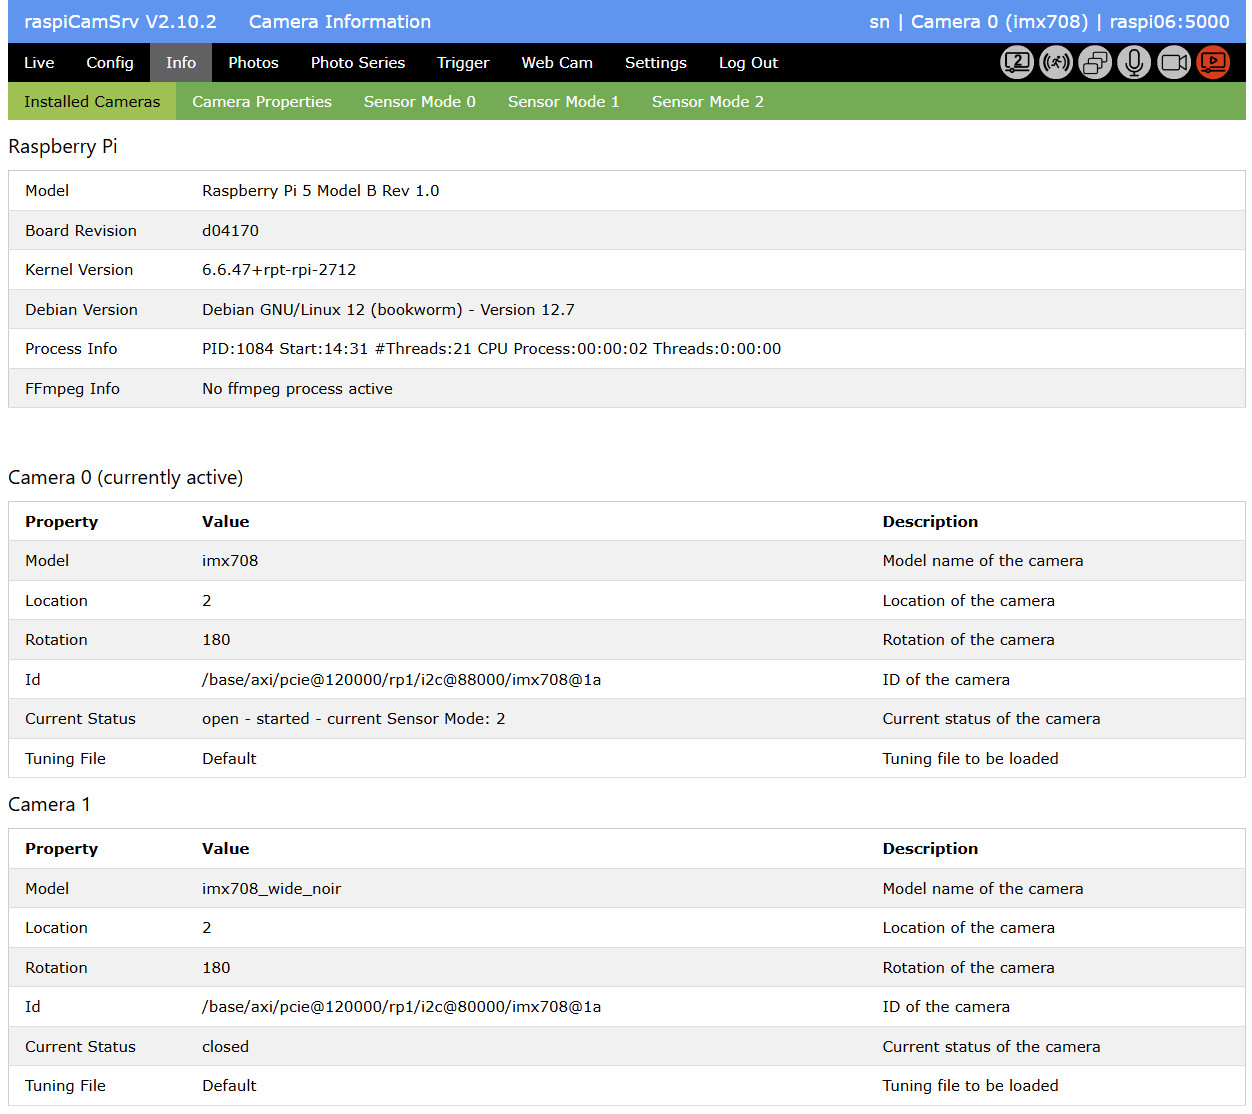 raspiCamSrv V2.10.2 Camera Information sn | Camera 0 (imx708) | raspi06:5000
Live Config Info Photos Photo Series Trigger Web Cam Settings Log Out 2
Installed Cameras Camera Properties Sensor Mode 0 Sensor Mode 1 Sensor Mode 2
Raspberry Pi
Model Raspberry Pi 5 Model B Rev 1.0
Board Revision d04170
Kernel Version 6.6.47+rpt-rpi-2712
Debian Version Debian GNU/Linux 12 (bookworm) - Version 12.7
Process Info PID:1084 Start:14:31 #Threads:21 CPU Process:00:00:02 Threads:0:00:00
FFmpeg Info No ffmpeg process active
Camera 0 (currently active)
Property Value Description
Model imx708 Model name of the camera
Location 2 Location of the camera
Rotation 180 Rotation of the camera
Id /base/axi/pcie@120000/rp1/i2c@88000/imx708@1a ID of the camera
Current Status open - started - current Sensor Mode: 2 Current status of the camera
Tuning File Default Tuning file to be loaded
Camera 1
Property Value Description
Model imx708_wide_noir Model name of the camera
Location 2 Location of the camera
Rotation 180 Rotation of the camera
Id /base/axi/pcie@120000/rp1/i2c@80000/imx708@1a ID of the camera
Current Status closed Current status of the camera
Tuning File Default Tuning file to be loaded